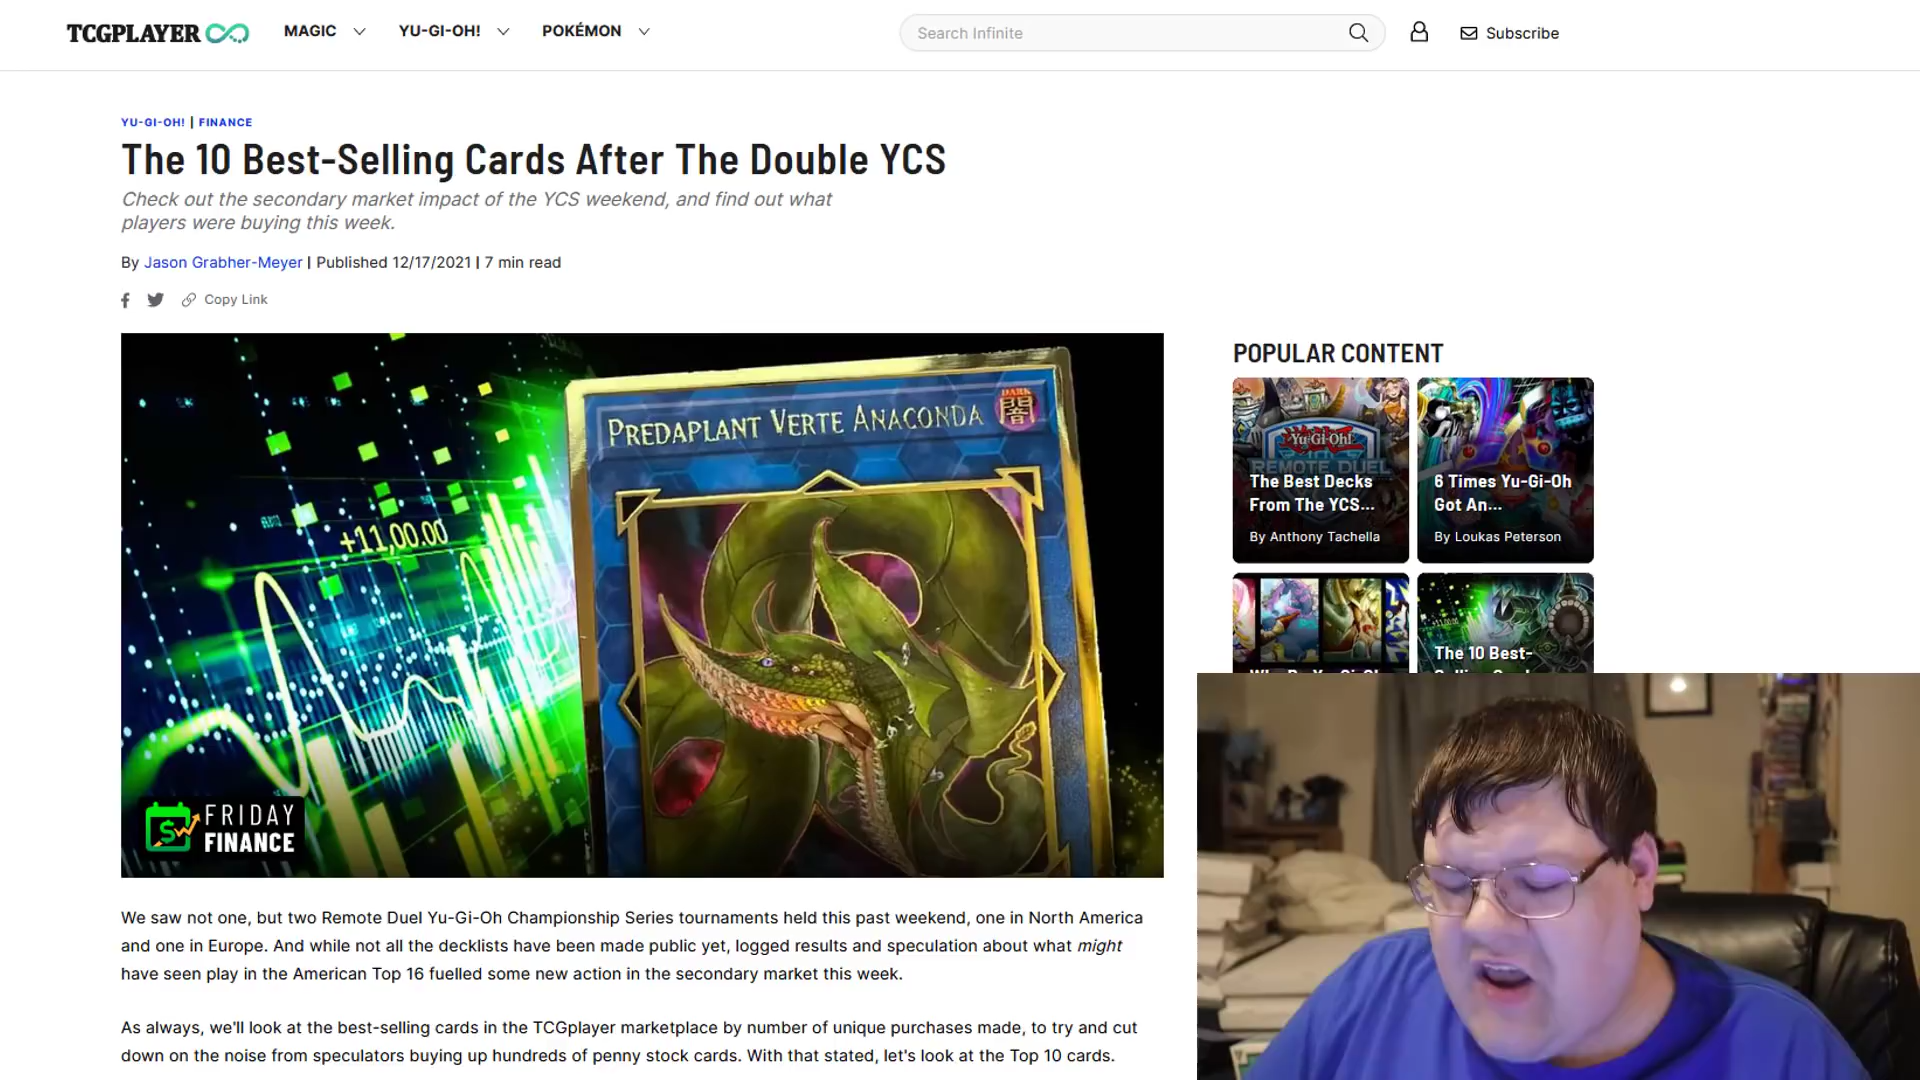 TCGPLAYER
MAGIC
YU-GI-OH!
POKÉMON
Search Infinite
Subscribe
YU-GI-OH! | FINANCE
The 10 Best-Selling Cards After The Double YCS
Check out the secondary market impact of the YCS weekend, and find out what
players were buying this week.
By Jason Grabher-Meyer | Published 12/17/2021 | 7 min read
Copy Link
PREDAPLANT VERTE ANACONDA
DARK
闇
+11,00.00
FRIDAY
FINANCE
POPULAR CONTENT
Yu-Gi-Oh!
REMOTE DUEL
The Best Decks
From The YCS...
By Anthony Tachella
6 Times Yu-Gi-Oh
Got An...
By Loukas Peterson
The 10 Best-
We saw not one, but two Remote Duel Yu-Gi-Oh Championship Series tournaments held this past weekend, one in North America
and one in Europe. And while not all the decklists have been made public yet, logged results and speculation about what might
have seen play in the American Top 16 fuelled some new action in the secondary market this week.
As always, we'll look at the best-selling cards in the TCGplayer marketplace by number of unique purchases made, to try and cut
down on the noise from speculators buying up hundreds of penny stock cards. With that stated, let's look at the Top 10 cards.